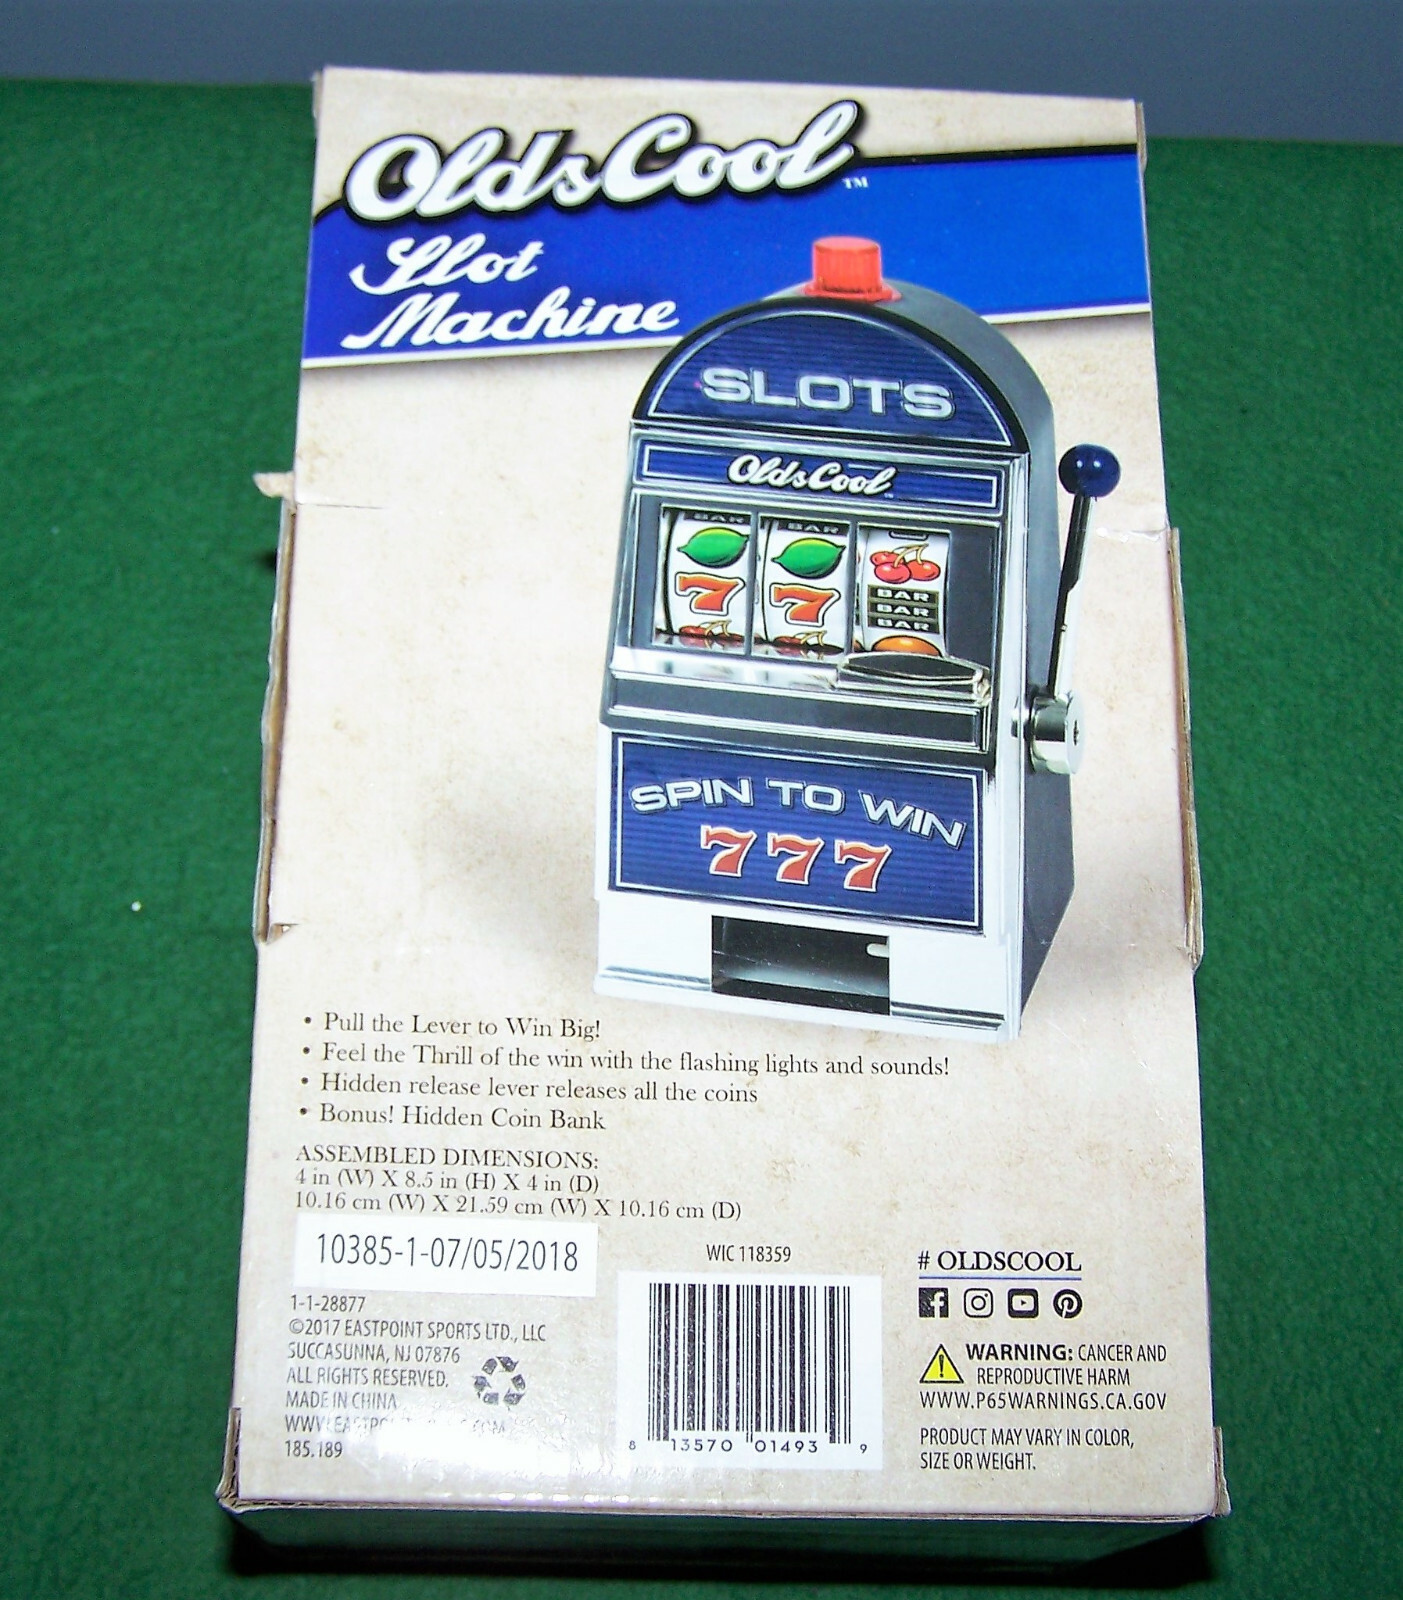 OldsCool™
Slot
Machine
SLOTS
OldsCool
BAR BAR
7 7
BAR
BAR
BAR
SPIN TO WIN
777
• Pull the Lever to Win Big!
• Feel the Thrill of the win with the flashing lights and sounds!
• Hidden release lever releases all the coins
• Bonus! Hidden Coin Bank
ASSEMBLED DIMENSIONS:
4 in (W) X 8.5 in (H) X 4 in (D)
10.16 cm (W) X 21.59 cm (W) X 10.16 cm (D)
10385-1-07/05/2018
1-1-28877
©2017 EASTPOINT SPORTS LTD., LLC
SUCCASUNNA, NJ 07876
ALL RIGHTS RESERVED.
MADE IN CHINA
185.189
WIC 118359
8 13570 01493 9
# OLDSCOOL
WARNING: CANCER AND
REPRODUCTIVE HARM
WWW.P65WARNINGS.CA.GOV
PRODUCT MAY VARY IN COLOR,
SIZE OR WEIGHT.